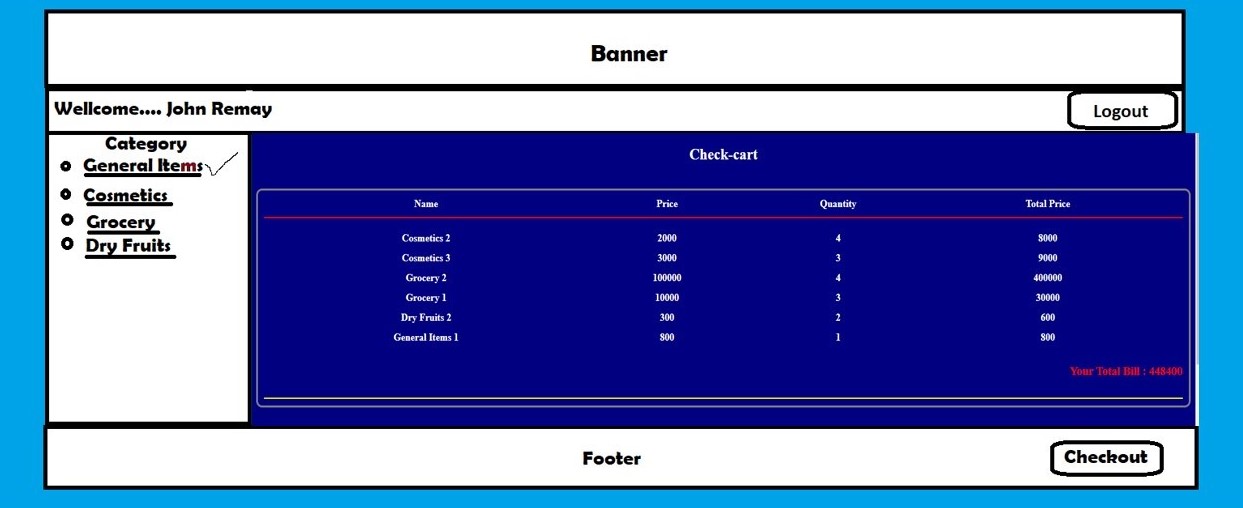 Banner
Wellcome.... John Remay
Logout
Category
General Items
Cosmetics
Grocery
Dry Fruits
Check-cart
Name Price Quantity Total Price
Cosmetics 2 2000 4 8000
Cosmetics 3 3000 3 9000
Grocery 2 100000 4 400000
Grocery 1 10000 3 30000
Dry Fruits 2 300 2 600
General Items 1 800 1 800
Your Total Bill : 448400
Footer
Checkout